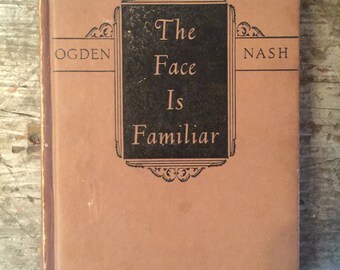 The
OGDEN Face NASH
Is
Familiar